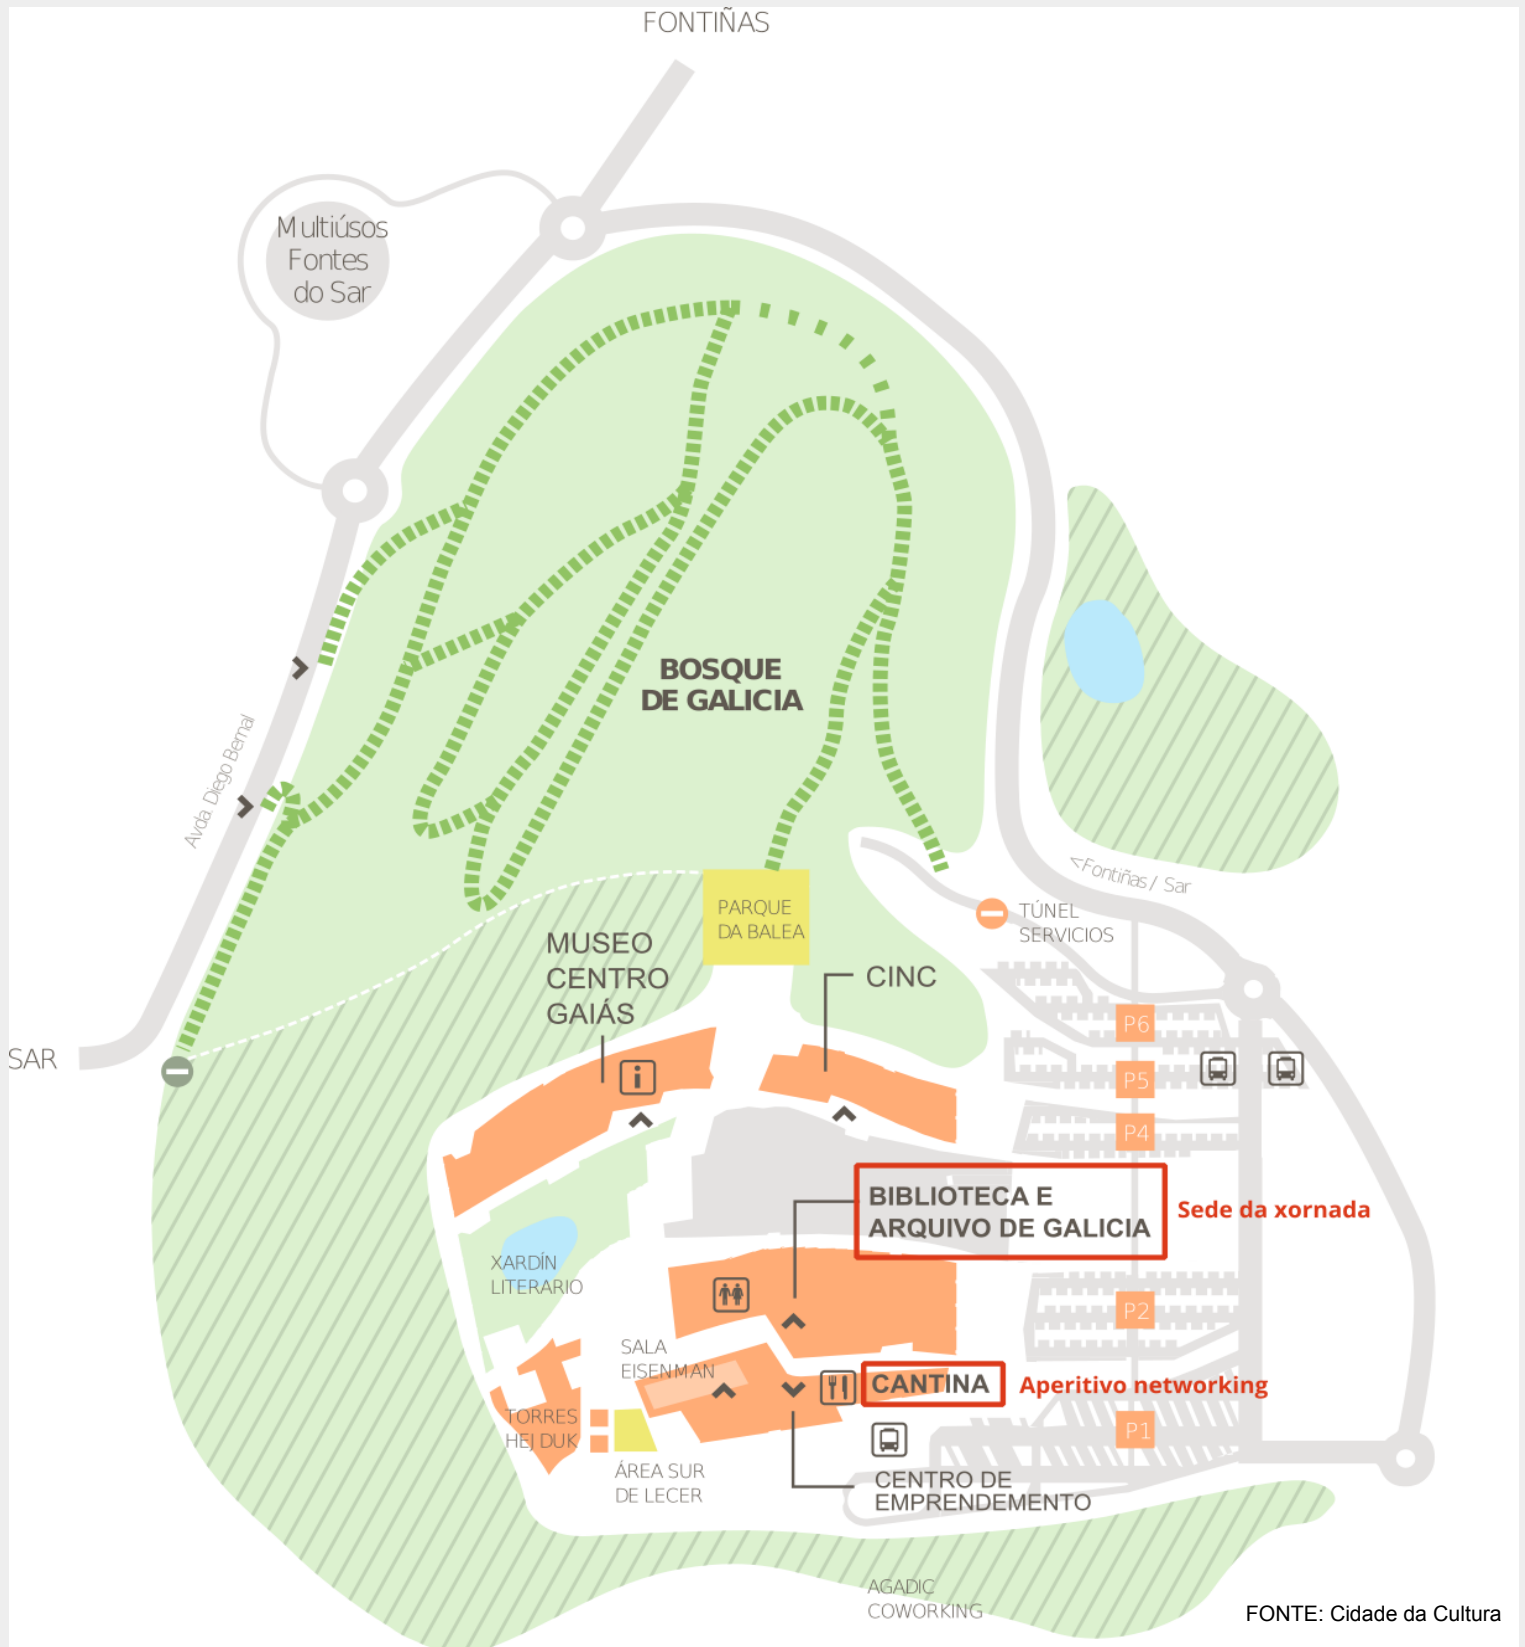 FONTIÑAS
Multiúsos
Fontes
do Sar
BOSQUE
DE GALICIA
Avda. Diego Bernal
<Fontiñas / Sar
PARQUE
DA BALEA
TÚNEL
SERVICIOS
MUSEO
CENTRO
GAIÁS
CINC
SAR
P6
P5
P4
BIBLIOTECA E
ARQUIVO DE GALICIA
Sede da xornada
XARDÍN
LITERARIO
P2
SALA
EISENMAN
CANTINA
Aperitivo networking
TORRES
HEJDUK
P1
ÁREA SUR
DE LECER
CENTRO DE
EMPRENDEMENTO
AGADIC
COWORKING
FONTE: Cidade da Cultura